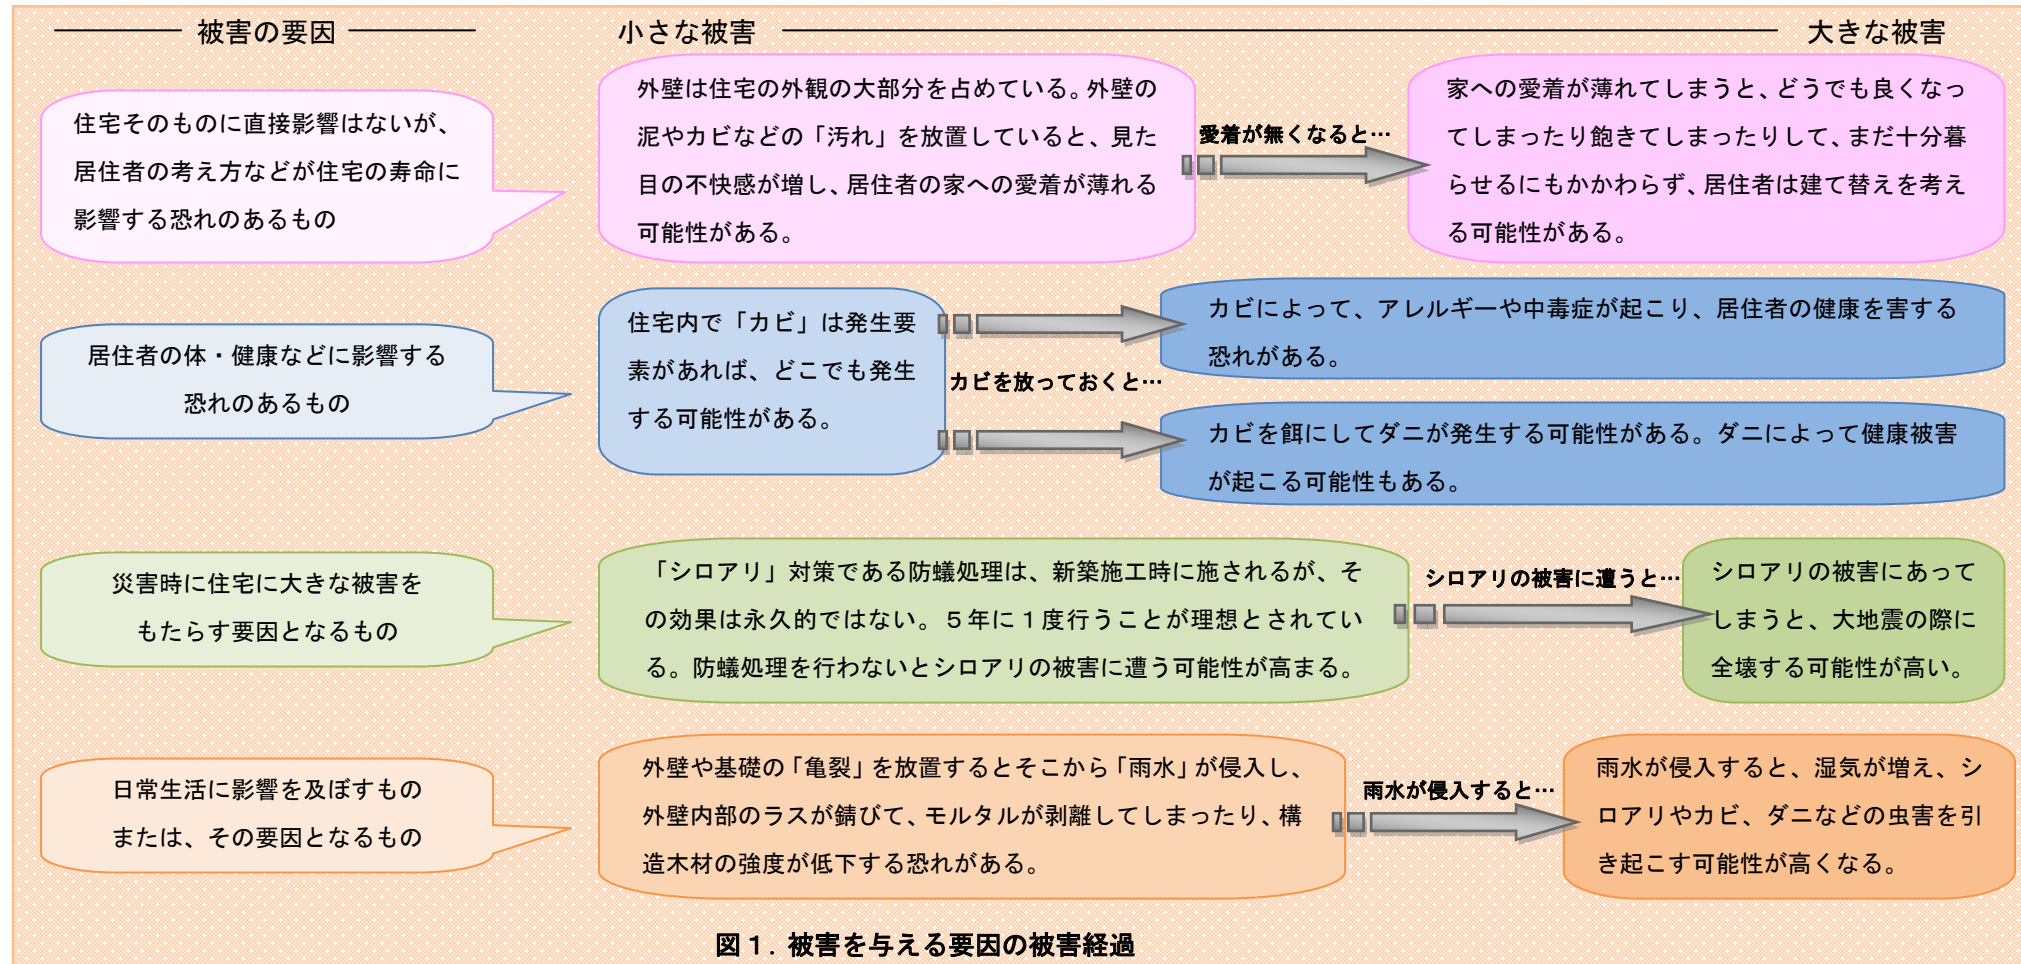 被害の要因
小さな被害
大きな被害
住宅そのものに直接影響はないが、
居住者の考え方などが住宅の寿命に
影響する恐れのあるもの
外壁は住宅の外観の大部分を占めている。外壁の
泥やカビなどの「汚れ」を放置していると、見た
目の不快感が増し、居住者の家への愛着が薄れる
可能性がある。
愛着が無くなると…
家への愛着が薄れてしまうと、どうでも良くなっ
てしまったり飽きてしまったりして、まだ十分暮
らせるにもかかわらず、居住者は建て替えを考え
る可能性がある。
居住者の体・健康などに影響する
恐れのあるもの
住宅内で「カビ」は発生要
素があれば、どこでも発生
する可能性がある。
カビを放っておくと…
カビによって、アレルギーや中毒症が起こり、居住者の健康を害する
恐れがある。
カビを餌にしてダニが発生する可能性がある。ダニによって健康被害
が起こる可能性もある。
災害時に住宅に大きな被害を
もたらす要因となるもの
「シロアリ」対策である防蟻処理は、新築施工時に施されるが、そ
の効果は永久的ではない。５年に１度行うことが理想とされてい
る。防蟻処理を行わないとシロアリの被害に遭う可能性が高まる。
シロアリの被害に遭うと…
シロアリの被害にあって
しまうと、大地震の際に
全壊する可能性が高い。
日常生活に影響を及ぼすもの
または、その要因となるもの
外壁や基礎の「亀裂」を放置するとそこから「雨水」が侵入し、
外壁内部のラスが錆びて、モルタルが剥離してしまったり、構
造木材の強度が低下する恐れがある。
雨水が侵入すると…
雨水が侵入すると、湿気が増え、シ
ロアリやカビ、ダニなどの虫害を引
き起こす可能性が高くなる。
図１．被害を与える要因の被害経過